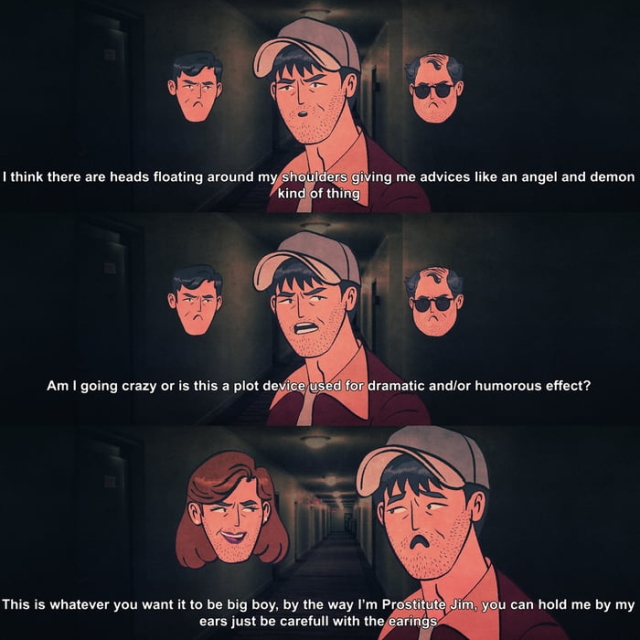 I think there are heads floating around my shoulders giving me advices like an angel and demon
kind of thing
Am I going crazy or is this a plot device used for dramatic and/or humorous effect?
This is whatever you want it to be big boy, by the way I'm Prostitute Jim, you can hold me by my
ears just be carefull with the earings